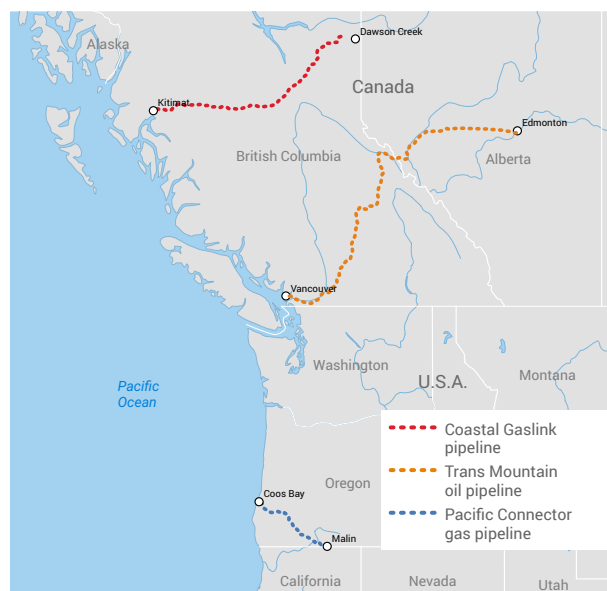 Alaska
Dawson Creek
Canada
Kitimat
Edmonton
British Columbia
Alberta
Vancouver
Washington
Montana
U.S.A.
Pacific
Ocean
Coastal Gaslink
pipeline
Trans Mountain
oil pipeline
Pacific Connector
gas pipeline
Oregon
Coos Bay
Malin
California
Nevada
Utah